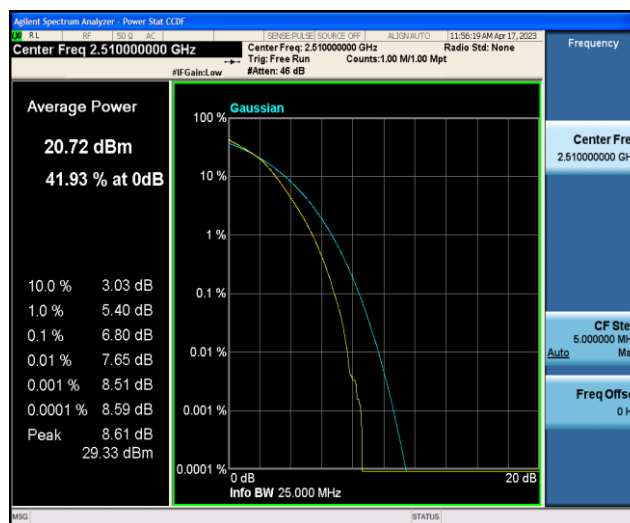 Agilent Spectrum Analyzer - Power Stat CCDF
RL RF 50 Ω AC SENSE:PULSE SOURCE OFF ALIGN AUTO 11:56:19 AM Apr 17, 2023
Center Freq 2.510000000 GHz
Center Freq: 2.510000000 GHz Radio Std: None
Trig: Free Run Counts:1.00 M/1.00 Mpt
#IFGain:Low #Atten: 46 dB
Frequency
Average Power
20.72 dBm
41.93 % at 0dB
10.0 % 3.03 dB
1.0 % 5.40 dB
0.1 % 6.80 dB
0.01 % 7.65 dB
0.001 % 8.51 dB
0.0001 % 8.59 dB
Peak 8.61 dB
29.33 dBm
Gaussian
100 %
10 %
1 %
0.1 %
0.01 %
0.001 %
0.0001 %
0 dB 20 dB
Info BW 25.000 MHz
Center Fre
2.510000000 GH
CF Ste
5.000000 MH
Auto Ma
Freq Offse
0 H
MSG STATUS